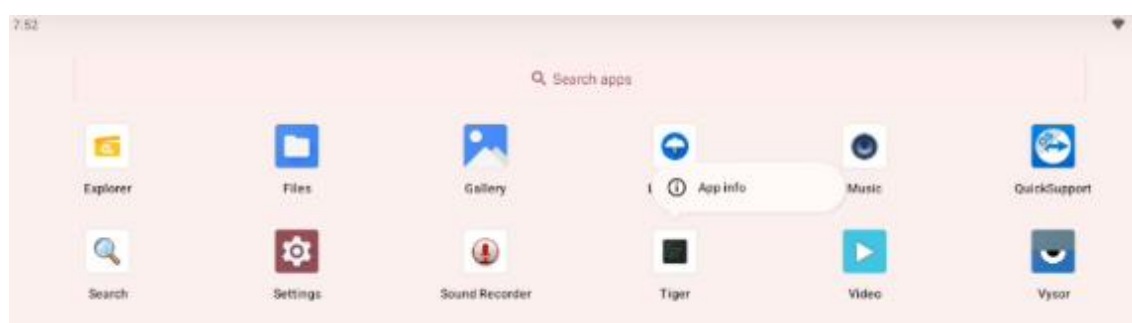 7:52
Search apps
Explorer
Files
Gallery
Music
QuickSupport
App info
Search
Settings
Sound Recorder
Tiger
Video
Vysor